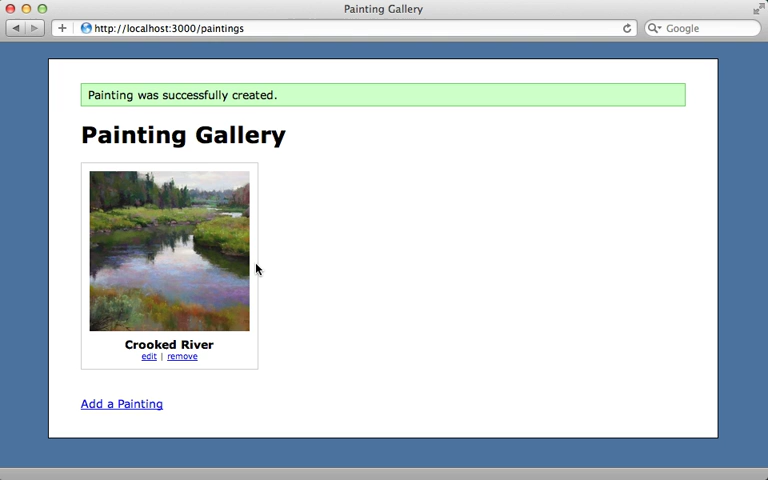 Painting Gallery
http://localhost:3000/paintings
Google
Painting was successfully created.
Painting Gallery
Crooked River
edit | remove
Add a Painting